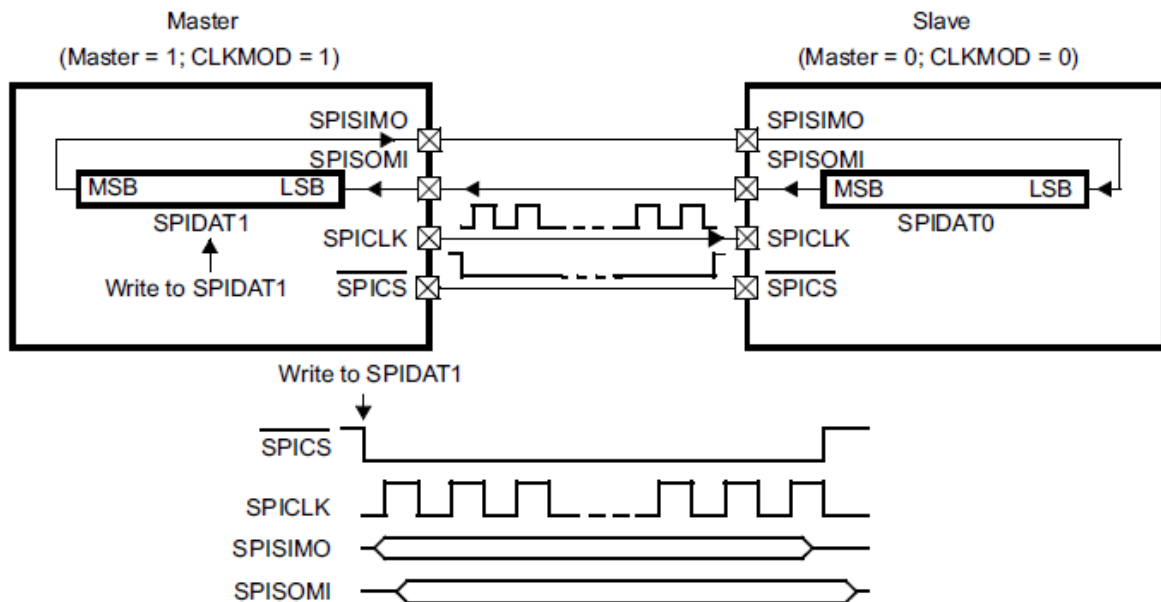 Master
(Master = 1; CLKMOD = 1)
Slave
(Master = 0; CLKMOD = 0)
SPISIMO
SPISIMO
SPISOMI
SPISOMI
MSB LSB
MSB LSB
SPIDAT1
SPIDAT0
SPICLK
SPICLK
Write to SPIDAT1
SPICS
SPICS
Write to SPIDAT1
SPICS
SPICLK
SPISIMO
SPISOMI